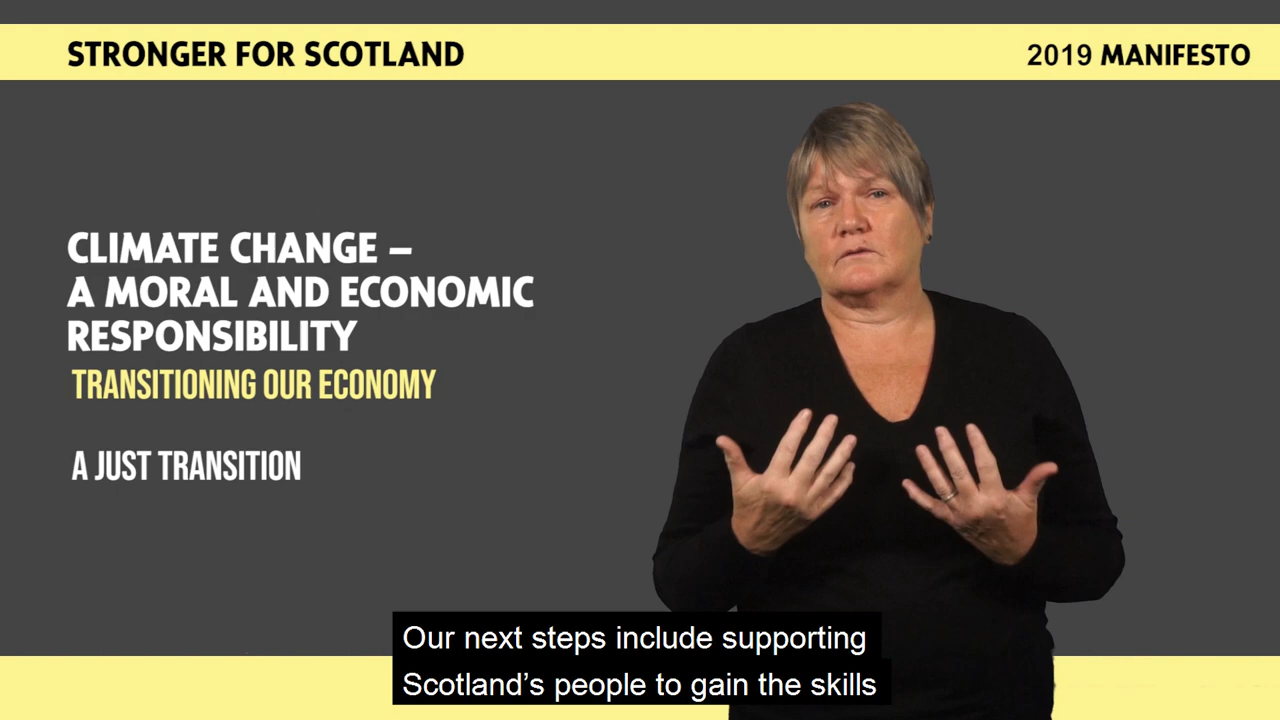 STRONGER FOR SCOTLAND
2019 MANIFESTO
CLIMATE CHANGE –
A MORAL AND ECONOMIC
RESPONSIBILITY
TRANSITIONING OUR ECONOMY
A JUST TRANSITION
Our next steps include supporting
Scotland’s people to gain the skills